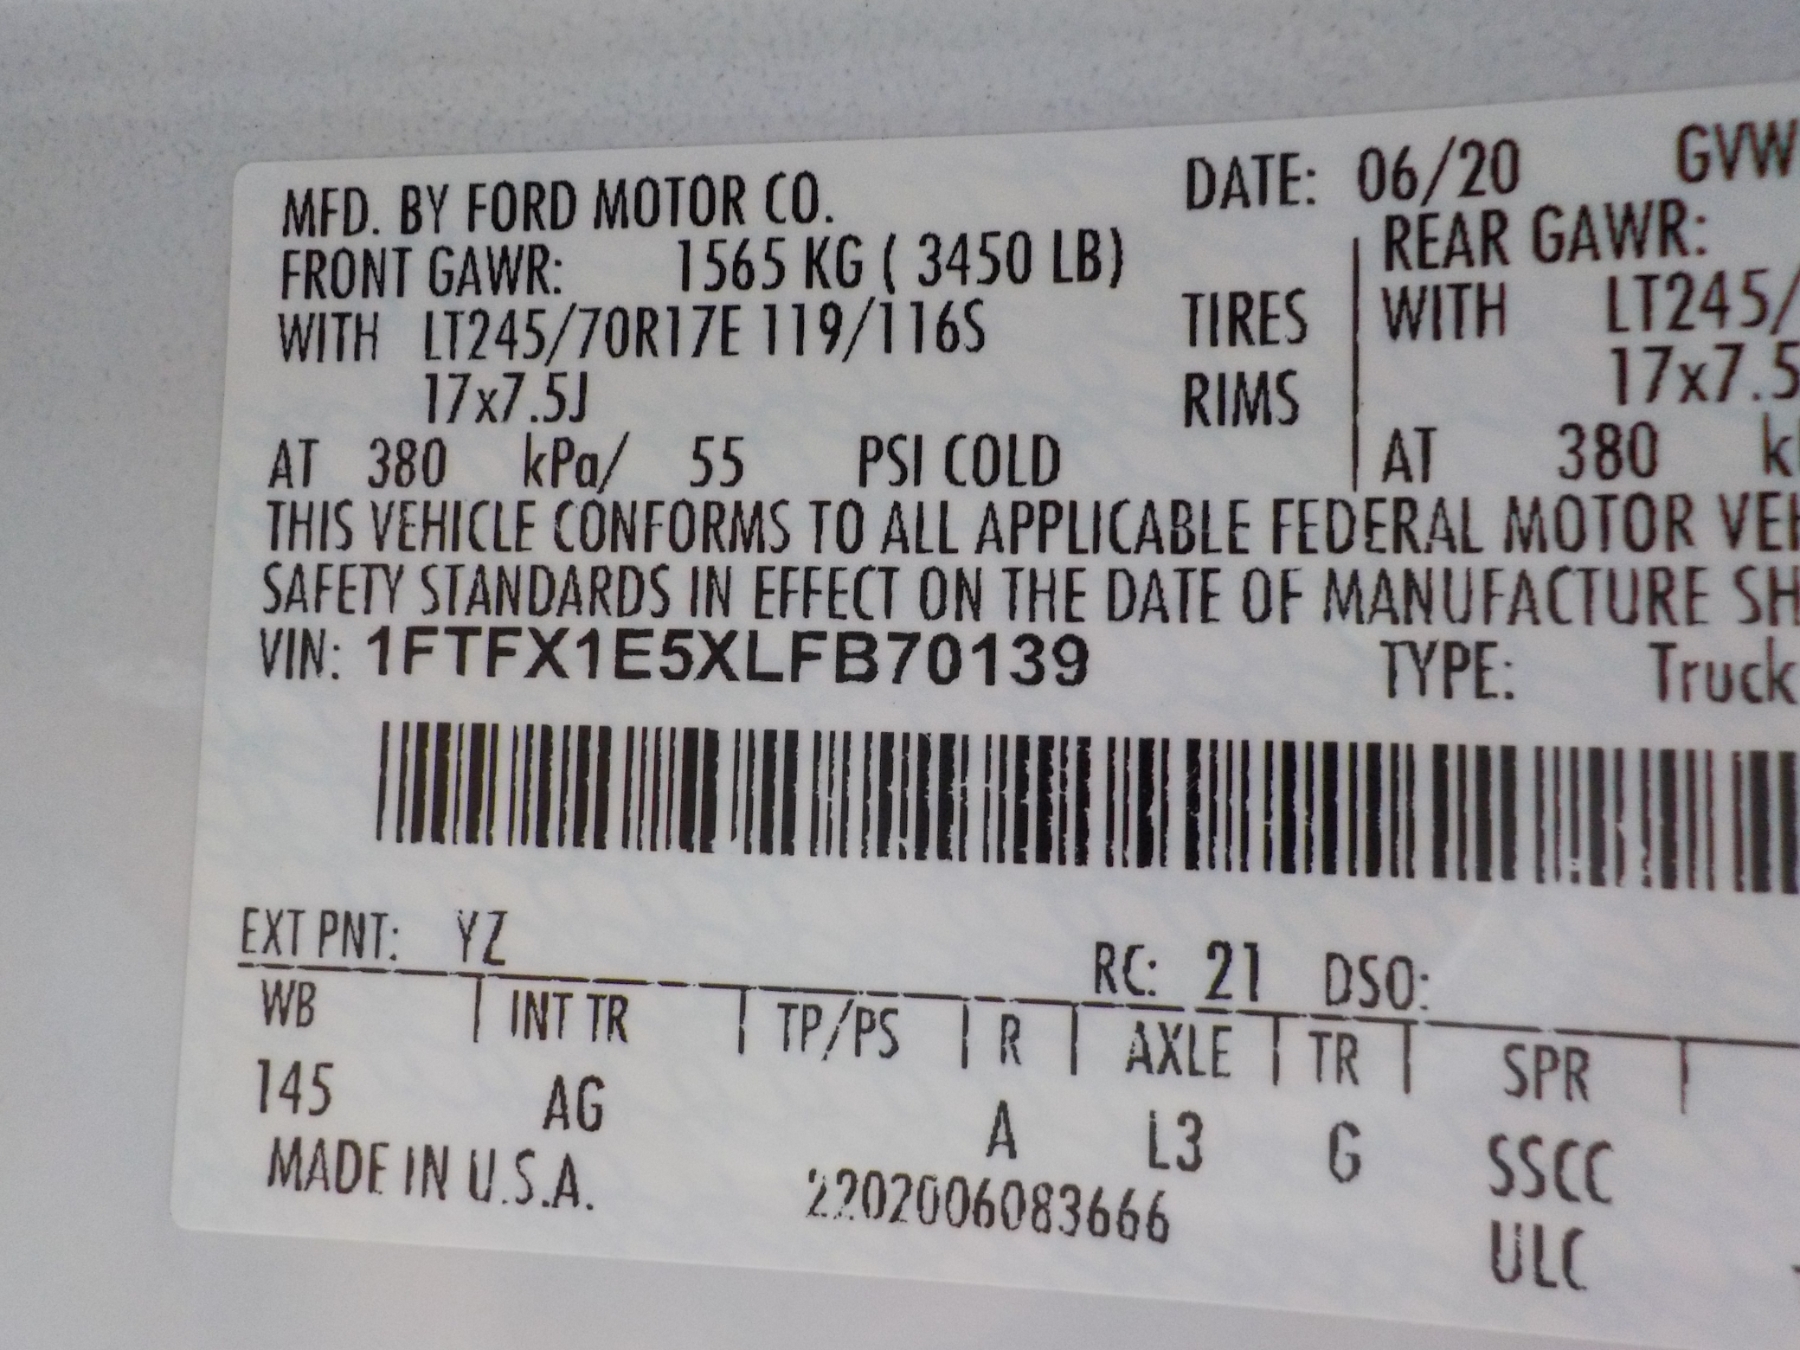 MFD. BY FORD MOTOR CO. DATE: 06/20 GVW
FRONT GAWR: 1565 KG ( 3450 LB) REAR GAWR:
WITH LT245/70R17E 119/116S TIRES WITH LT245/
17x7.5J RIMS 17x7.5
AT 380 kPa/ 55 PSI COLD AT 380 k
THIS VEHICLE CONFORMS TO ALL APPLICABLE FEDERAL MOTOR VEH
SAFETY STANDARDS IN EFFECT ON THE DATE OF MANUFACTURE SH
VIN: 1FTFX1E5XLFB70139 TYPE: Truck
EXT PNT: YZ RC: 21 DSO:
WB INT TR TP/PS R AXLE TR SPR
145 AG A L3 G SSCC
MADE IN U.S.A. 2202006083666 ULC